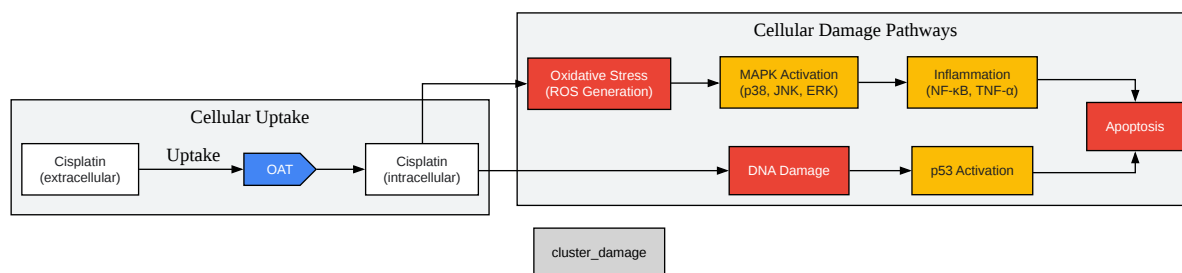 Cellular Damage Pathways
Oxidative Stress
(ROS Generation)
MAPK Activation
(p38, JNK, ERK)
Inflammation
(NF-κB, TNF-α)
Apoptosis
Cellular Uptake
Cisplatin
(extracellular)
Uptake
OAT
Cisplatin
(intracellular)
DNA Damage
p53 Activation
cluster_damage